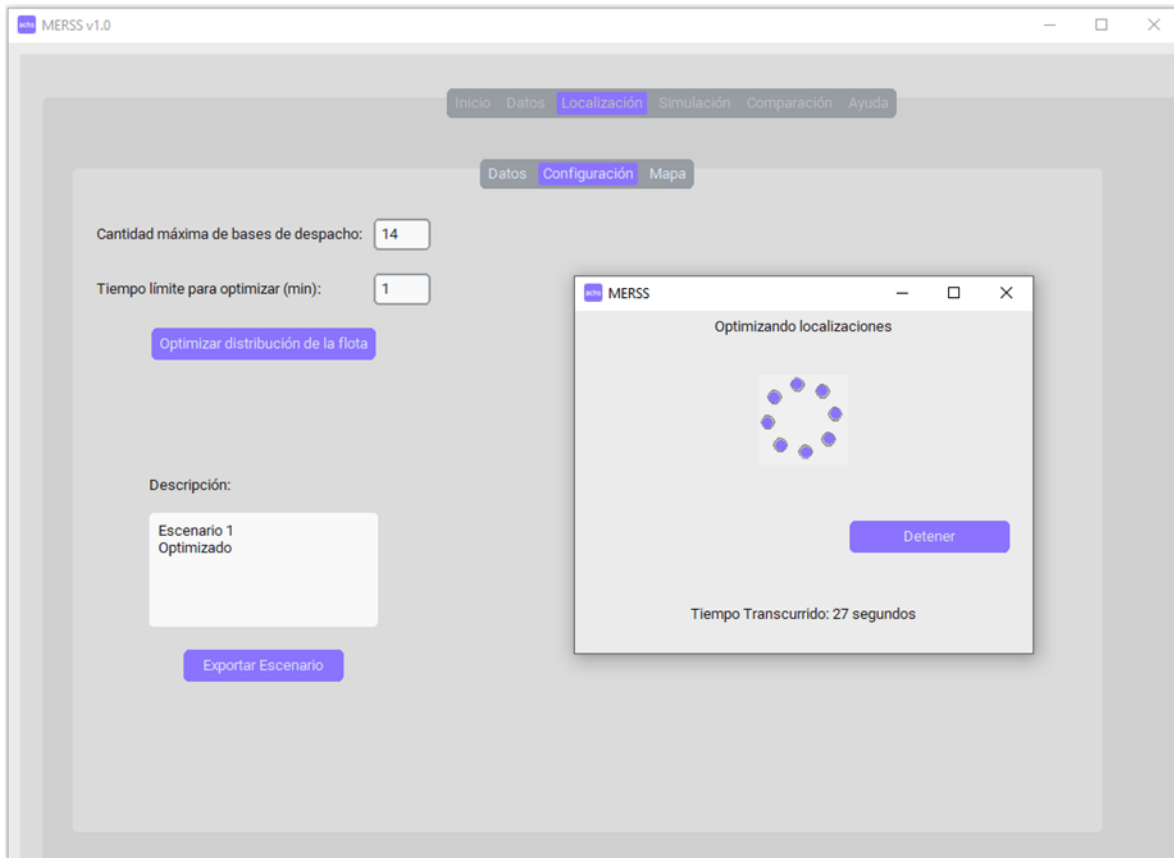 achs MERSS v1.0
Inicio Datos Localización Simulación Comparación Ayuda
Datos Configuración Mapa
Cantidad máxima de bases de despacho: 14
Tiempo límite para optimizar (min): 1
Optimizar distribución de la flota
Descripción:
Escenario 1
Optimizado
Exportar Escenario
achs MERSS
Optimizando localizaciones
Detener
Tiempo Transcurrido: 27 segundos